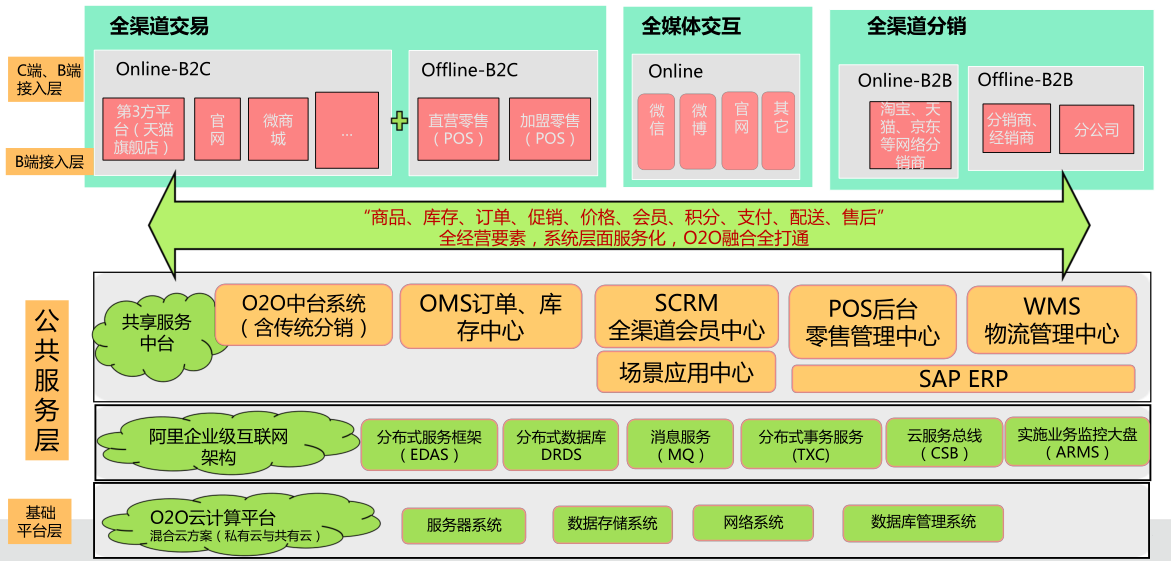 全渠道交易
全媒体交互
全渠道分销
C端、B端
接入层
B端接入层
Online-B2C
第3方平
台（天猫
旗舰店）
官
网
微商
城
...
Offline-B2C
直营零售
（POS）
加盟零售
（POS）
Online
微
信
微
博
官
网
其
它
Online-B2B
淘宝、天
猫、京东
等网络分
销商
Offline-B2B
分销商、
经销商
分公司
“商品、库存、订单、促销、价格、会员、积分、支付、配送、售后”
全经营要素，系统层面服务化，O2O融合全打通
公
共
服
务
层
共享服务
中台
O2O中台系统
（含传统分销）
OMS订单、库
存中心
SCRM
全渠道会员中心
POS后台
零售管理中心
WMS
物流管理中心
场景应用中心
SAP ERP
阿里企业级互联网
架构
分布式服务框架
（EDAS）
分布式数据库
DRDS
消息服务
（MQ）
分布式事务服务
(TXC)
云服务总线
（CSB）
实施业务监控大盘
（ARMS）
基础
平台层
O2O云计算平台
混合云方案（私有云与共有云）
服务器系统
数据存储系统
网络系统
数据库管理系统